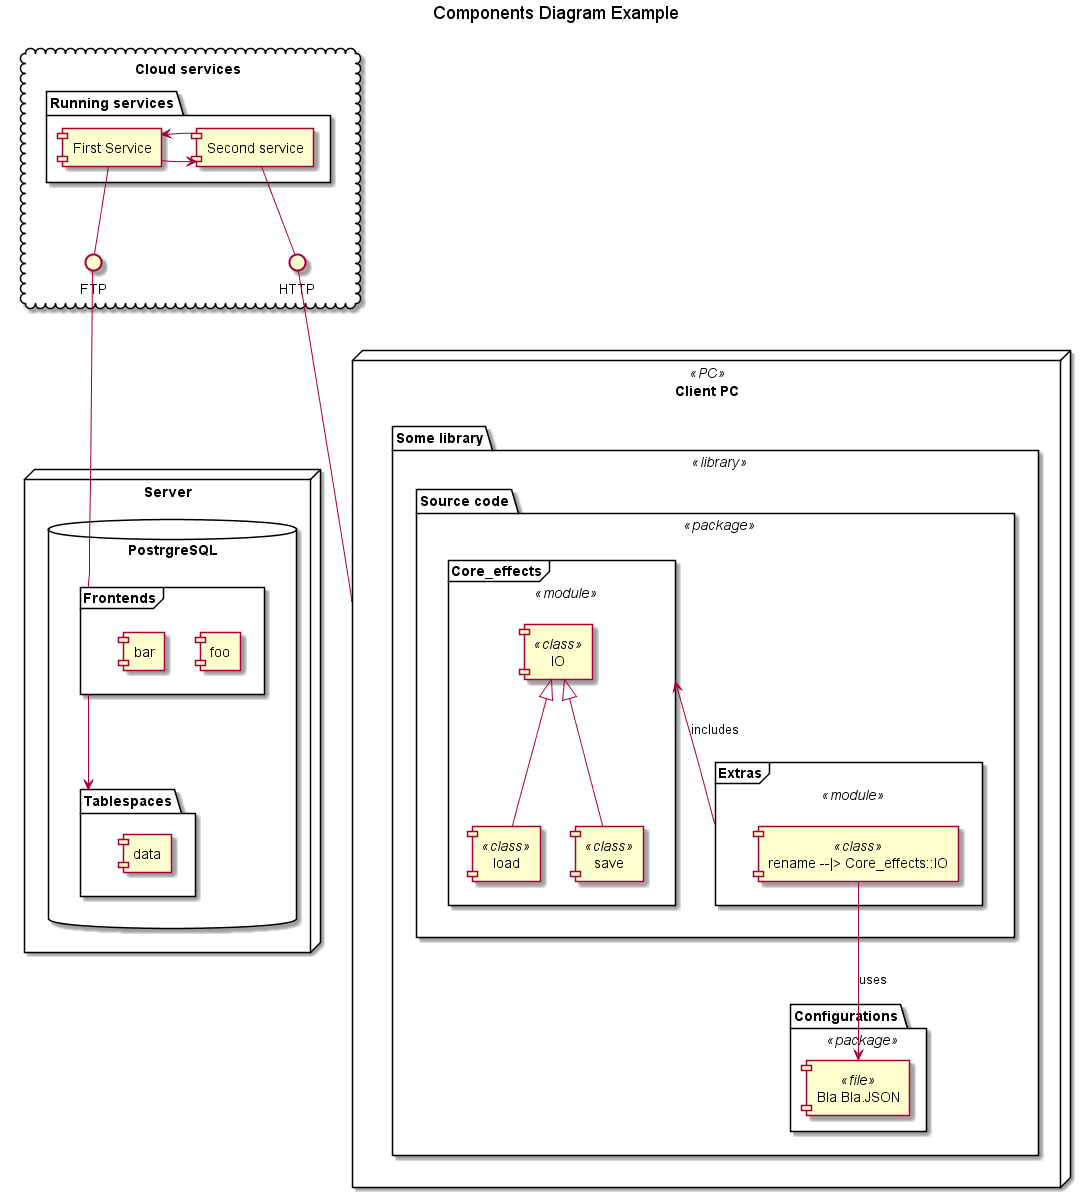 Components Diagram Example
Cloud services
Running services
First Service
Second service
FTP
HTTP
«PC»
Client PC
Some library
«library»
Source code
«package»
Core_effects
«module»
«class»
IO
includes
«class»
load
«class»
save
Extras
«module»
«class»
rename --|> Core_effects::IO
uses
Configurations
«package»
«file»
Bla Bla.JSON
Server
PostrgreSQL
Frontends
bar
foo
Tablespaces
data